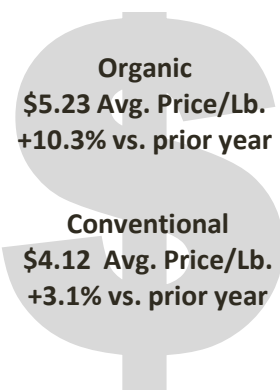 Organic
$5.23 Avg. Price/Lb.
+10.3% vs. prior year
Conventional
$4.12 Avg. Price/Lb.
+3.1% vs. prior year